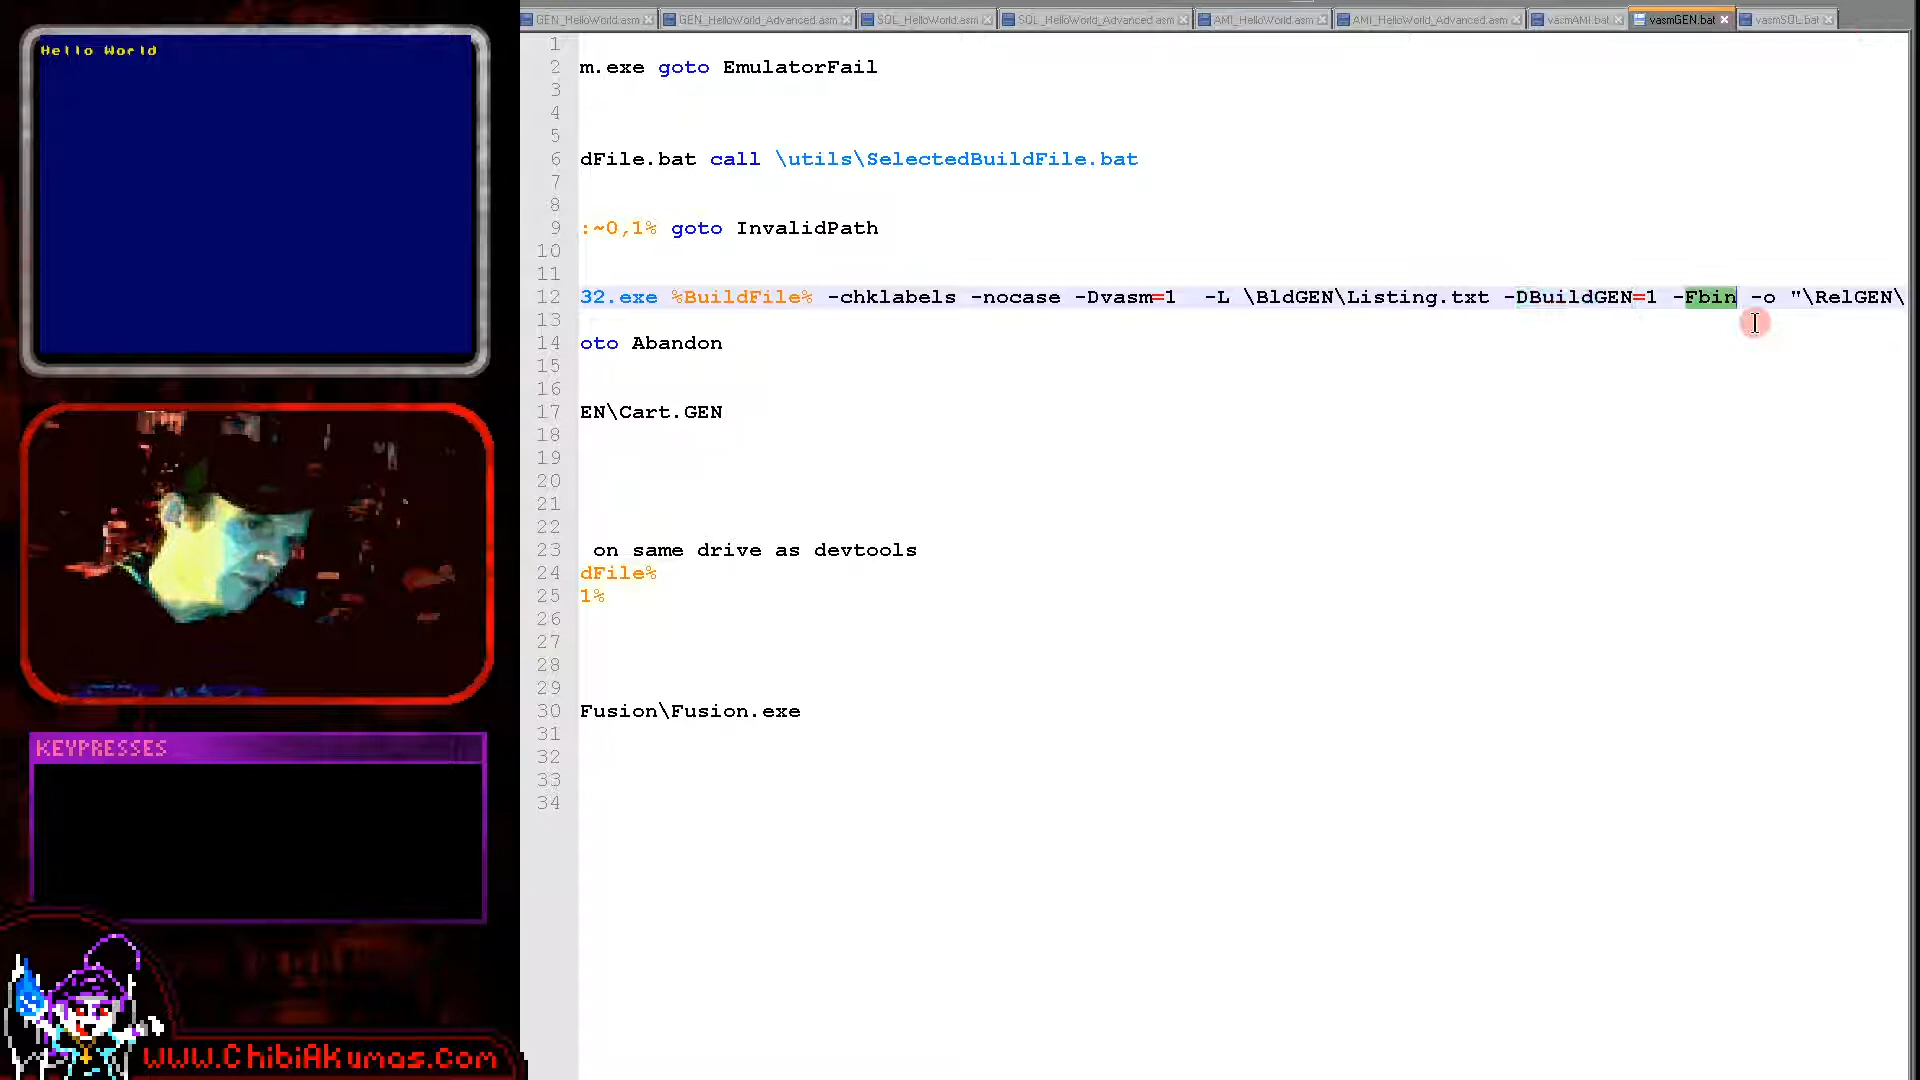 GEN_HelloWorld.asm GEN_HelloWorld_Advanced.asm SQL_HelloWorld.asm SQL_HelloWorld_Advanced.asm AMI_HelloWorld.asm AMI_HelloWorld_Advanced.asm vasmAMI.bat vasmGEN.bat vasmSQL.bat
Hello World
1
2 m.exe goto EmulatorFail
3
4
5
6 dFile.bat call \utils\SelectedBuildFile.bat
7
8
9 :~0,1% goto InvalidPath
10
11
12 32.exe %BuildFile% -chklabels -nocase -Dvasm=1  -L \BldGEN\Listing.txt -DBuildGEN=1 -Fbin -o "\RelGEN\
13
14 oto Abandon
15
16
17 EN\Cart.GEN
18
19
20
21
22
23 on same drive as devtools
24 dFile%
25 1%
26
27
28
29
30 Fusion\Fusion.exe
31
32
33
34
KEYPRESSES
www.ChibiAkumas.com